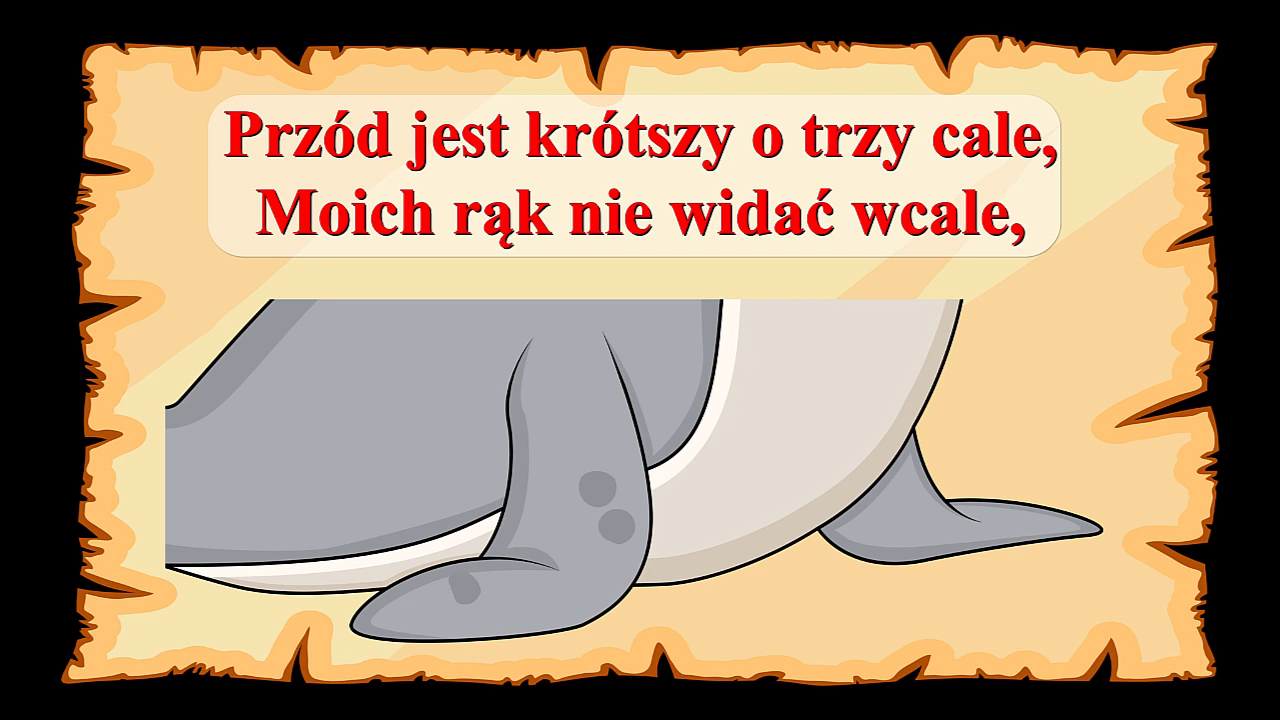 Przód jest krótszy o trzy cale,
Moich rąk nie widać wcale,